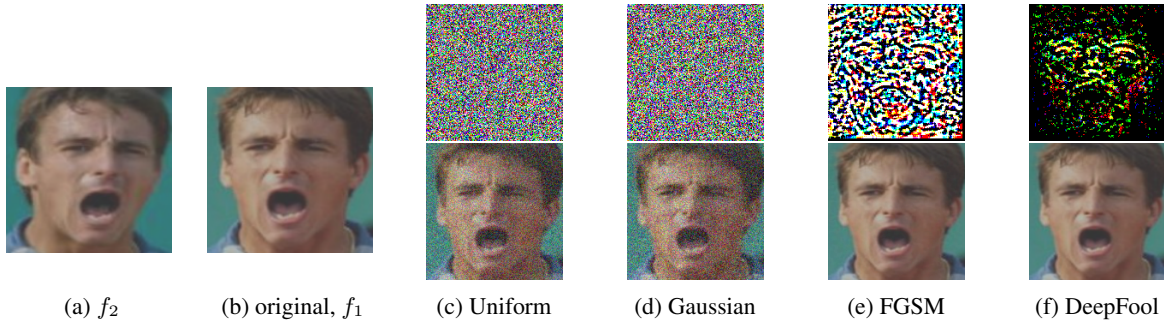 (a) f₂ (b) original, f₁ (c) Uniform (d) Gaussian (e) FGSM (f) DeepFool